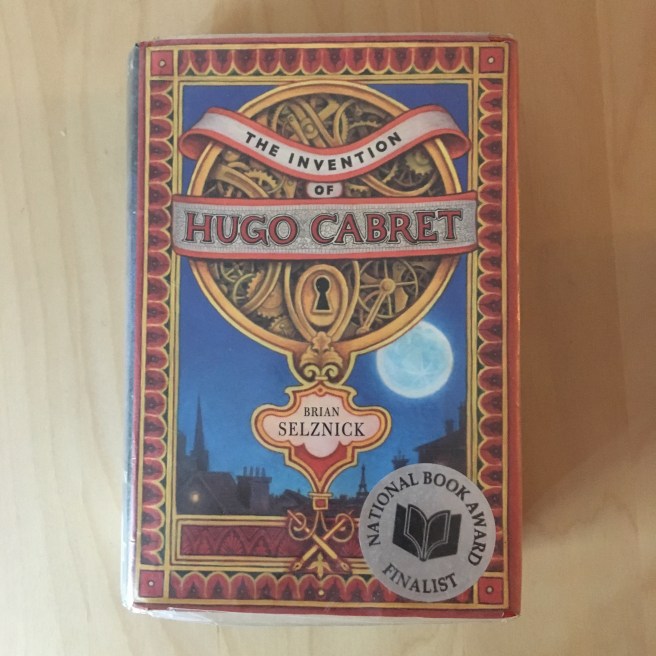 THE INVENTION
OF
HUGO CABRET
BRIAN
SELZNICK
NATIONAL BOOK AWARD
FINALIST